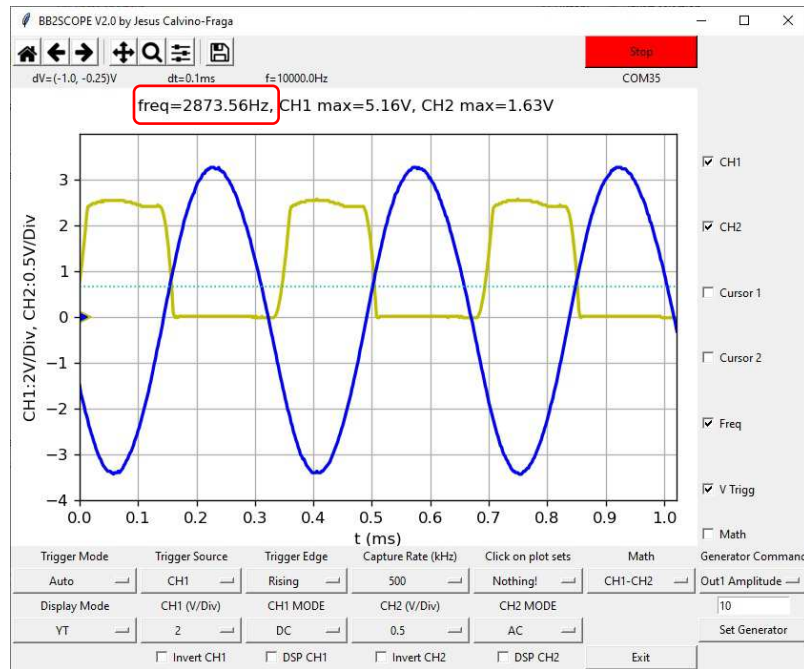 BB2SCOPE V2.0 by Jesus Calvino-Fraga
Stop
dV=(-1.0, -0.25)V dt=0.1ms f=10000.0Hz COM35
freq=2873.56Hz, CH1 max=5.16V, CH2 max=1.63V
CH1:2V/Div, CH2:0.5V/Div
3
2
1
0
−1
−2
−3
−4
0.0 0.1 0.2 0.3 0.4 0.5 0.6 0.7 0.8 0.9 1.0
t (ms)
CH1
CH2
Cursor 1
Cursor 2
Freq
V Trigg
Math
Trigger Mode Trigger Source Trigger Edge Capture Rate (kHz) Click on plot sets Math Generator Command
Auto CH1 Rising 500 Nothing! CH1-CH2 Out1 Amplitude
Display Mode CH1 (V/Div) CH1 MODE CH2 (V/Div) CH2 MODE 10
YT 2 DC 0.5 AC Set Generator
Invert CH1 DSP CH1 Invert CH2 DSP CH2 Exit